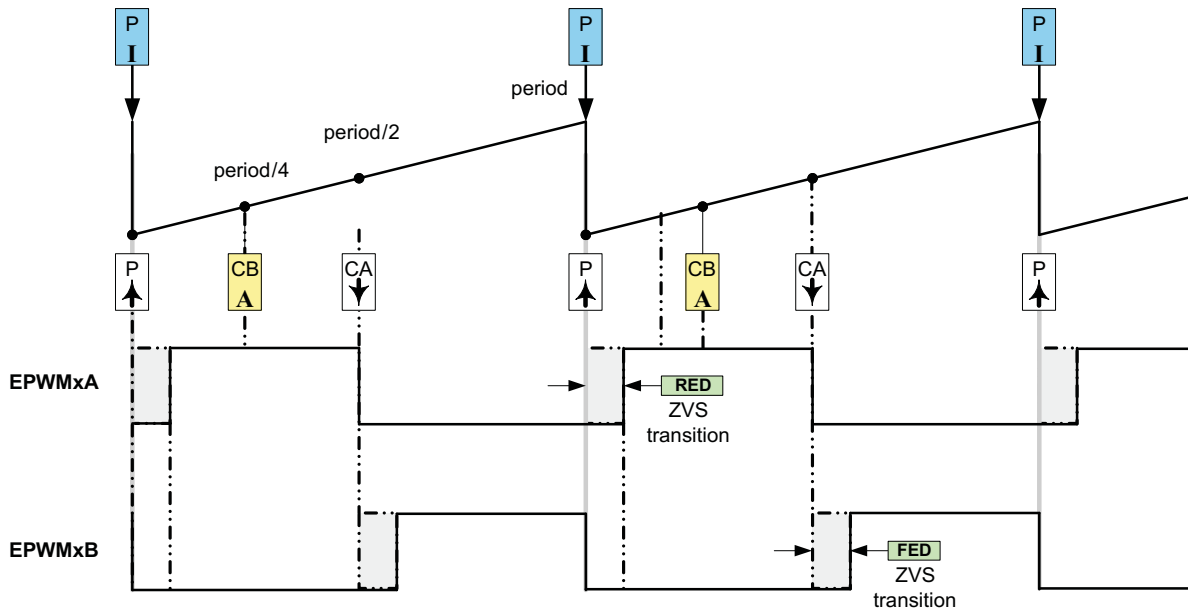 P
I
P
I
P
I
period
period/2
period/4
P
CB
A
CA
P
CB
A
CA
P
EPWMxA
RED
ZVS
transition
EPWMxB
FED
ZVS
transition